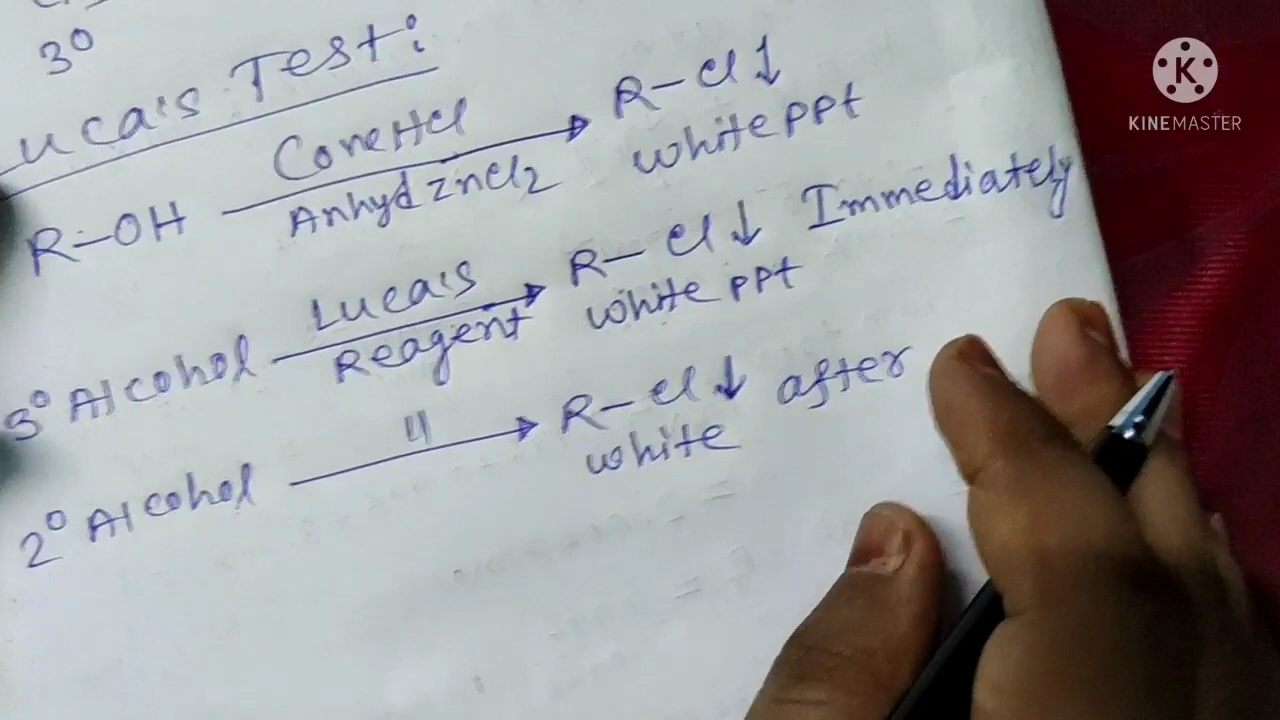 3°
ucas Test:
R-OH Conc HCl Anhyd ZnCl2 R-Cl↓ white ppt
3° Alcohol Lucas Reagent R-Cl↓ white ppt Immediately
2° Alcohol " R-Cl↓ white after
K
KINEMASTER